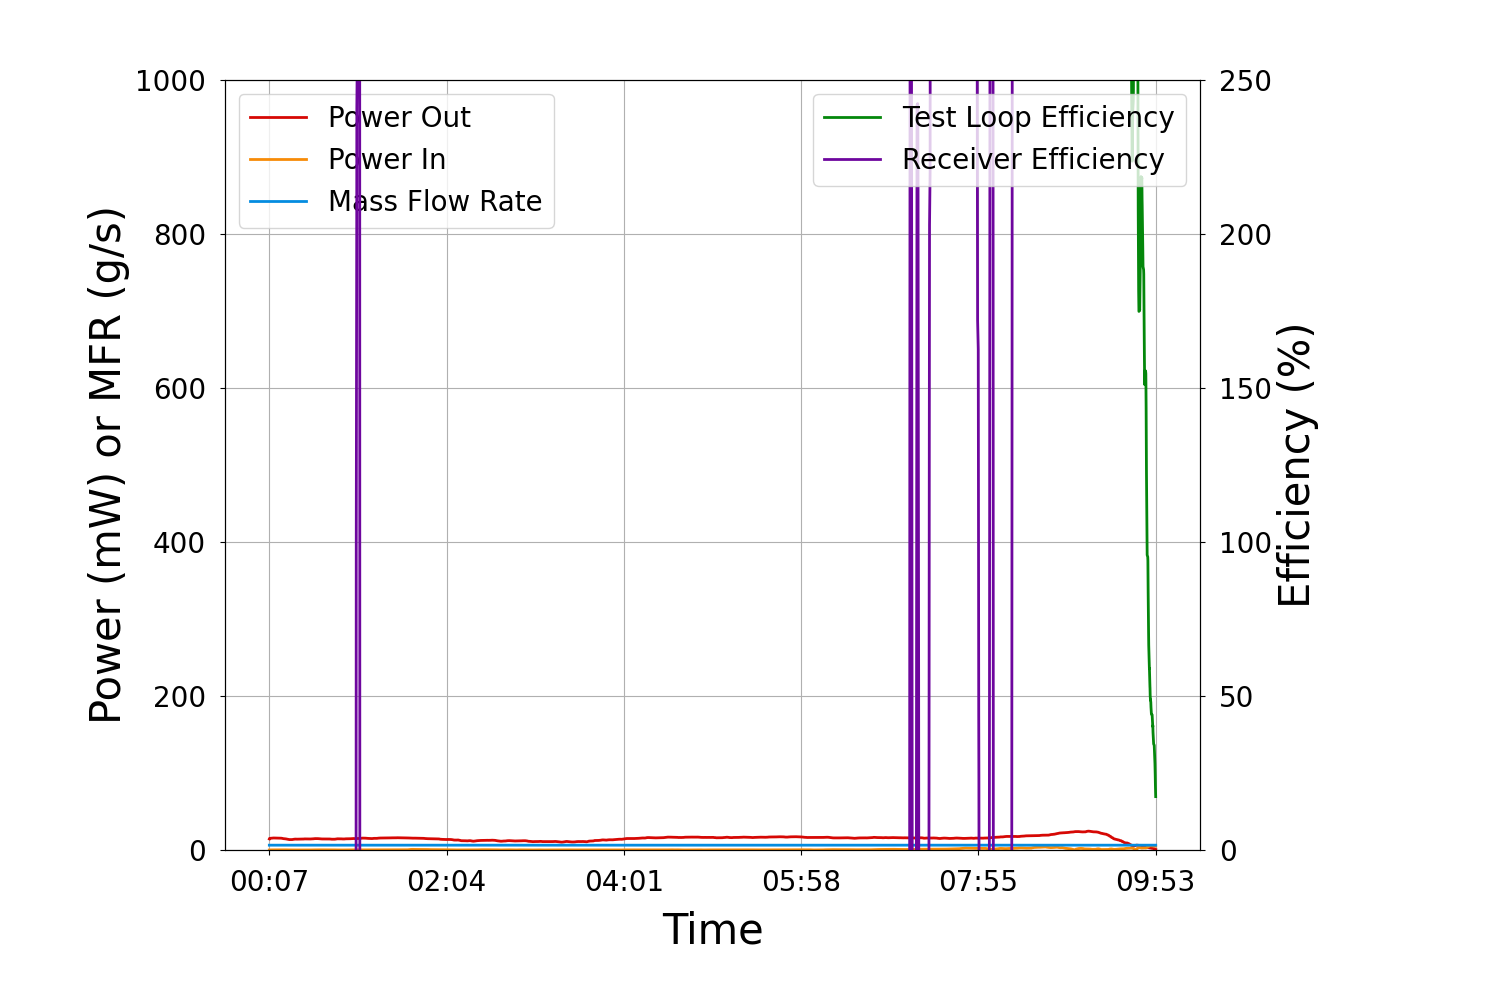 1000
800
600
400
200
0
Power (mW) or MFR (g/s)
Power Out
Power In
Mass Flow Rate
Test Loop Efficiency
Receiver Efficiency
250
200
150
100
50
0
Efficiency (%)
00:07 02:04 04:01 05:58 07:55 09:53
Time